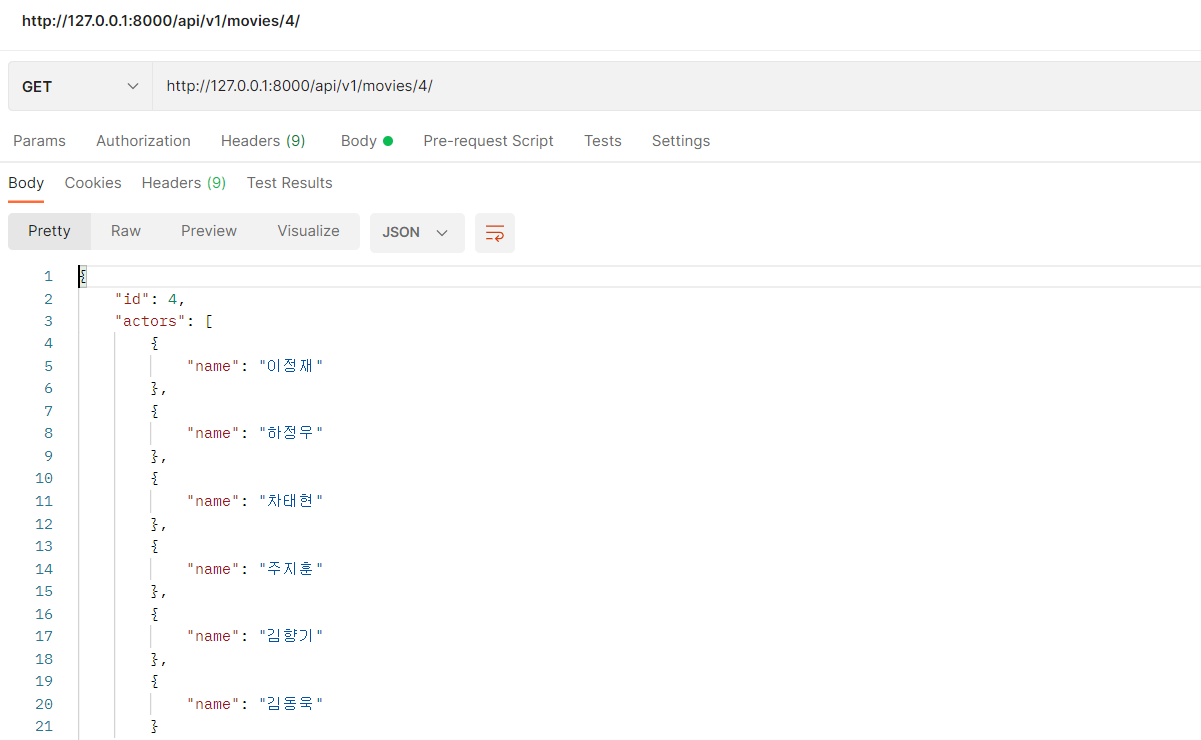 http://127.0.0.1:8000/api/v1/movies/4/
GET http://127.0.0.1:8000/api/v1/movies/4/
Params Authorization Headers (9) Body Pre-request Script Tests Settings
Body Cookies Headers (9) Test Results
Pretty Raw Preview Visualize JSON
1 {
2 "id": 4,
3 "actors": [
4 {
5 "name": "이정재"
6 },
7 {
8 "name": "하정우"
9 },
10 {
11 "name": "차태현"
12 },
13 {
14 "name": "주지훈"
15 },
16 {
17 "name": "김향기"
18 },
19 {
20 "name": "김동욱"
21 }